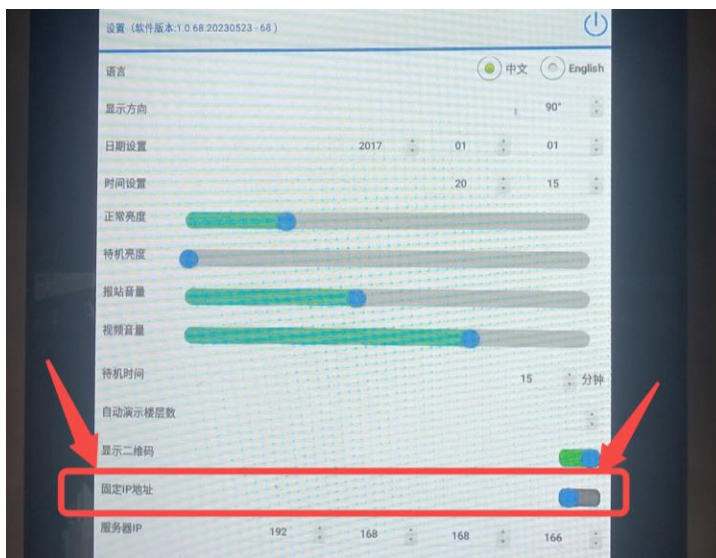 设置（软件版本:1.0.68.20230523-68）
语言 中文 English
显示方向 90°
日期设置 2017 01 01
时间设置 20 15
正常亮度
待机亮度
报站音量
视频音量
待机时间 15 分钟
自动演示楼层数
显示二维码
固定IP地址
服务器IP 192 168 168 166